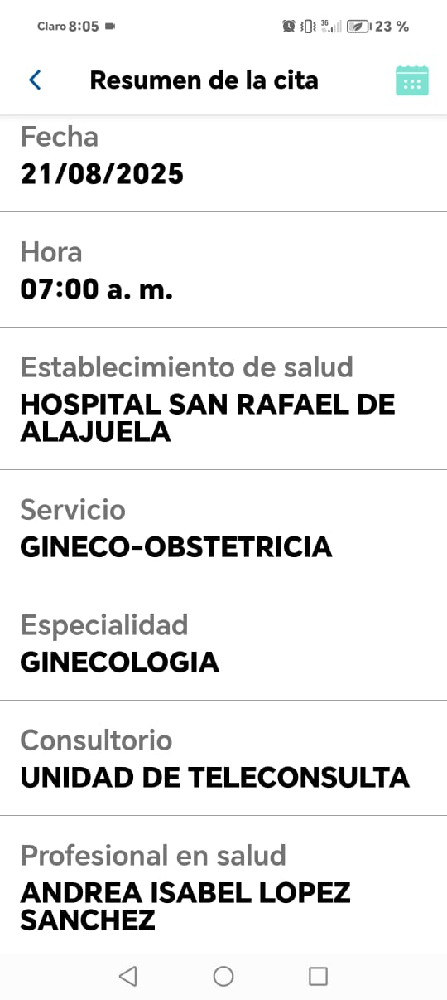 Claro 8:05
3G
23 %
Resumen de la cita
Fecha
21/08/2025
Hora
07:00 a. m.
Establecimiento de salud
HOSPITAL SAN RAFAEL DE
ALAJUELA
Servicio
GINECO-OBSTETRICIA
Especialidad
GINECOLOGIA
Consultorio
UNIDAD DE TELECONSULTA
Profesional en salud
ANDREA ISABEL LOPEZ
SANCHEZ